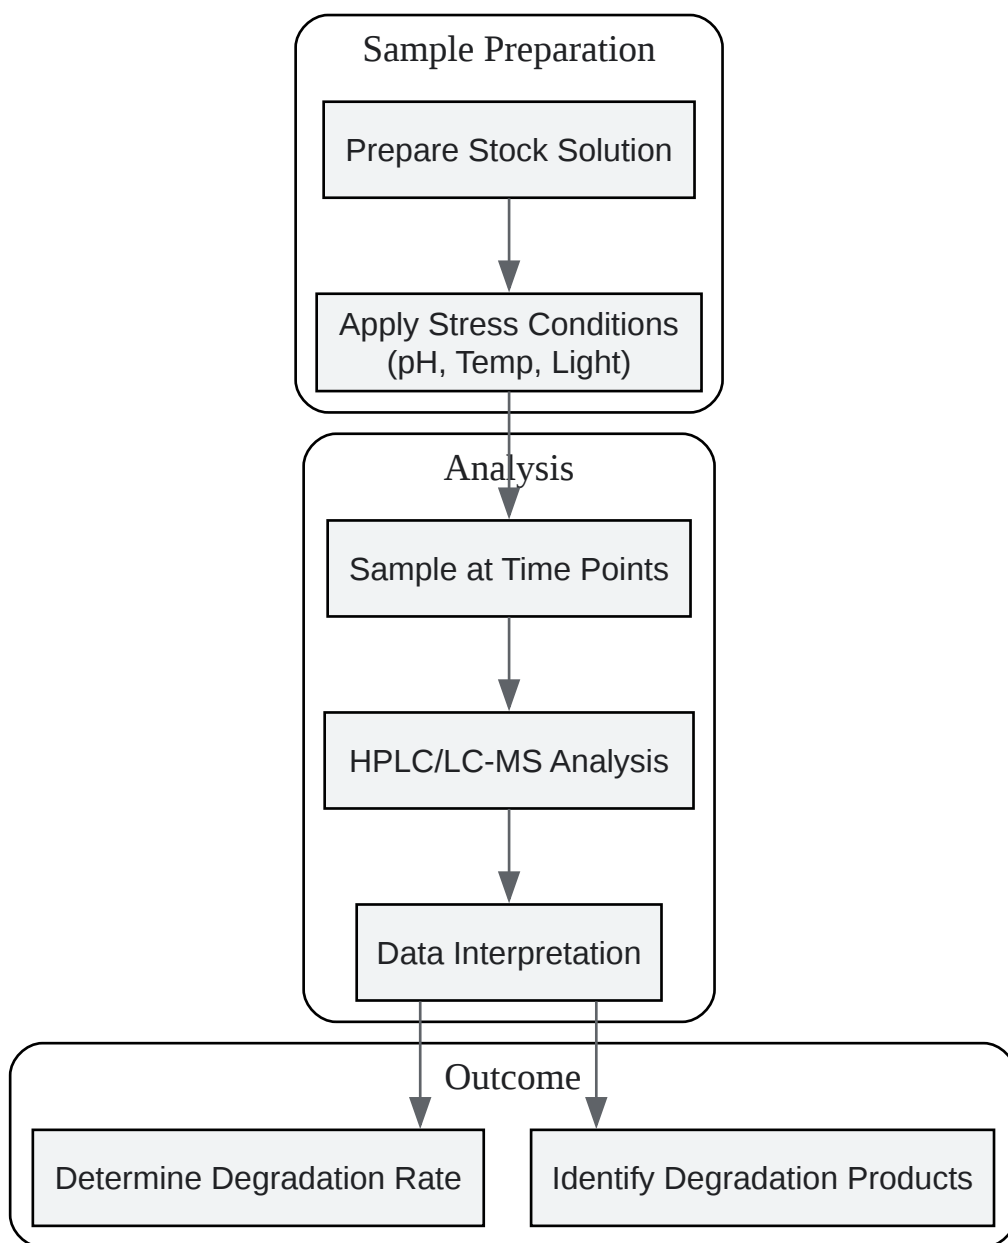 Sample Preparation
Prepare Stock Solution
Apply Stress Conditions
(pH, Temp, Light)
Analysis
Sample at Time Points
HPLC/LC-MS Analysis
Data Interpretation
Outcome
Determine Degradation Rate
Identify Degradation Products